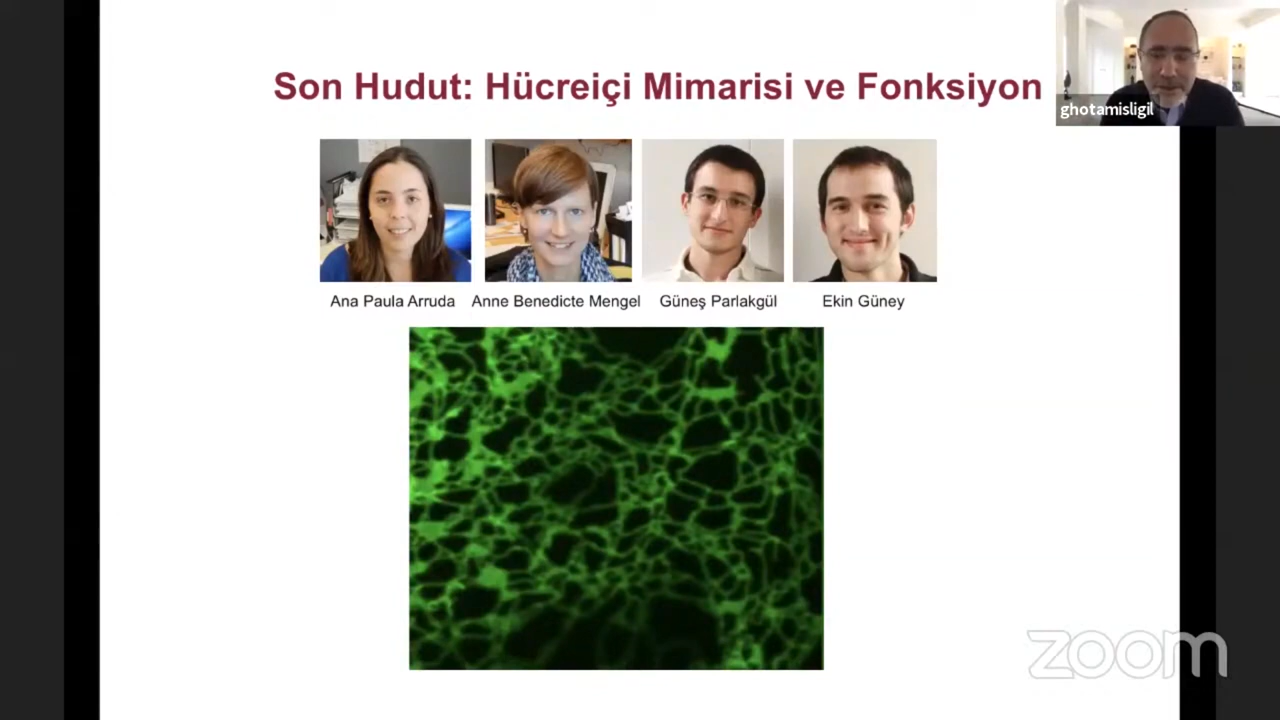 Son Hudut: Hücreiçi Mimarisi ve Fonksiyon
ghotamisligil
Ana Paula Arruda
Anne Benedicte Mengel
Güneş Parlakgül
Ekin Güney
zoom